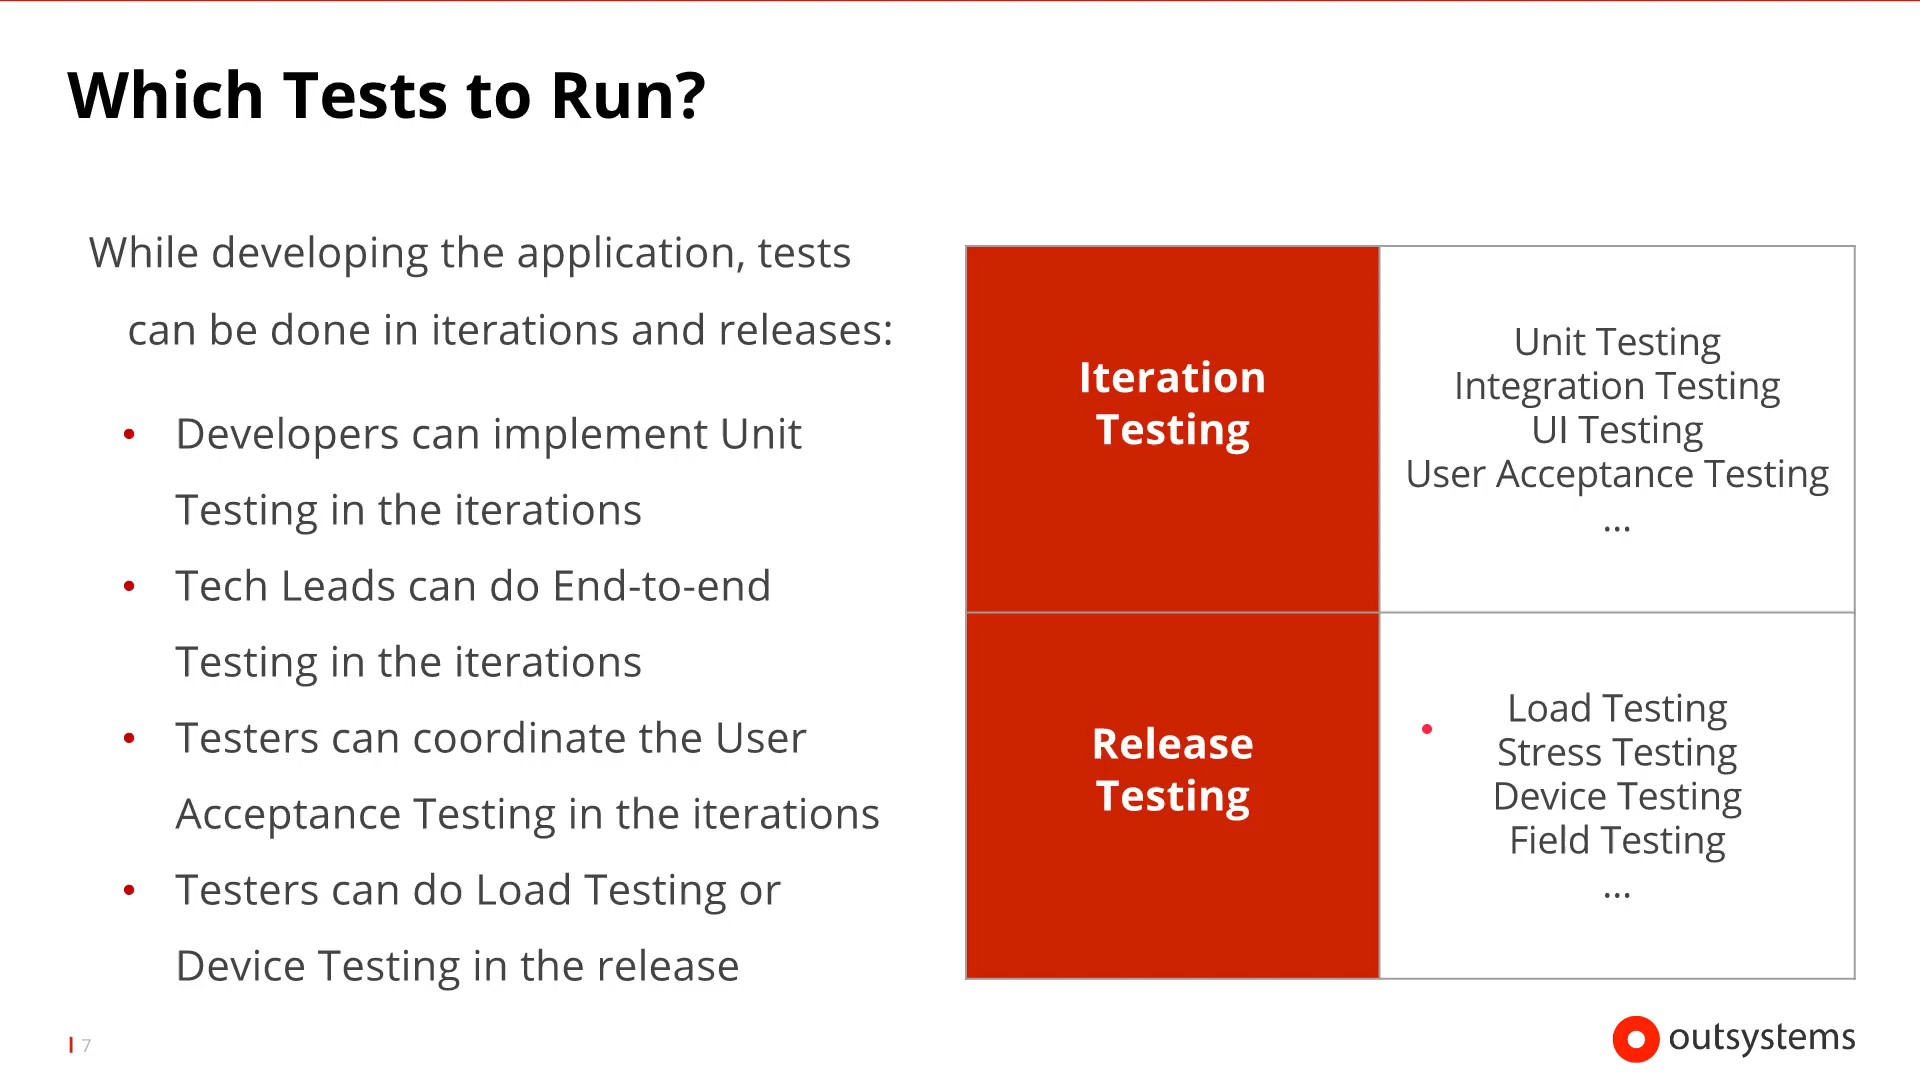 Which Tests to Run?
While developing the application, tests
can be done in iterations and releases:
• Developers can implement Unit
Testing in the iterations
• Tech Leads can do End-to-end
Testing in the iterations
• Testers can coordinate the User
Acceptance Testing in the iterations
• Testers can do Load Testing or
Device Testing in the release
Iteration
Testing
Unit Testing
Integration Testing
UI Testing
User Acceptance Testing
...
Release
Testing
Load Testing
Stress Testing
Device Testing
Field Testing
...
7
outsystems